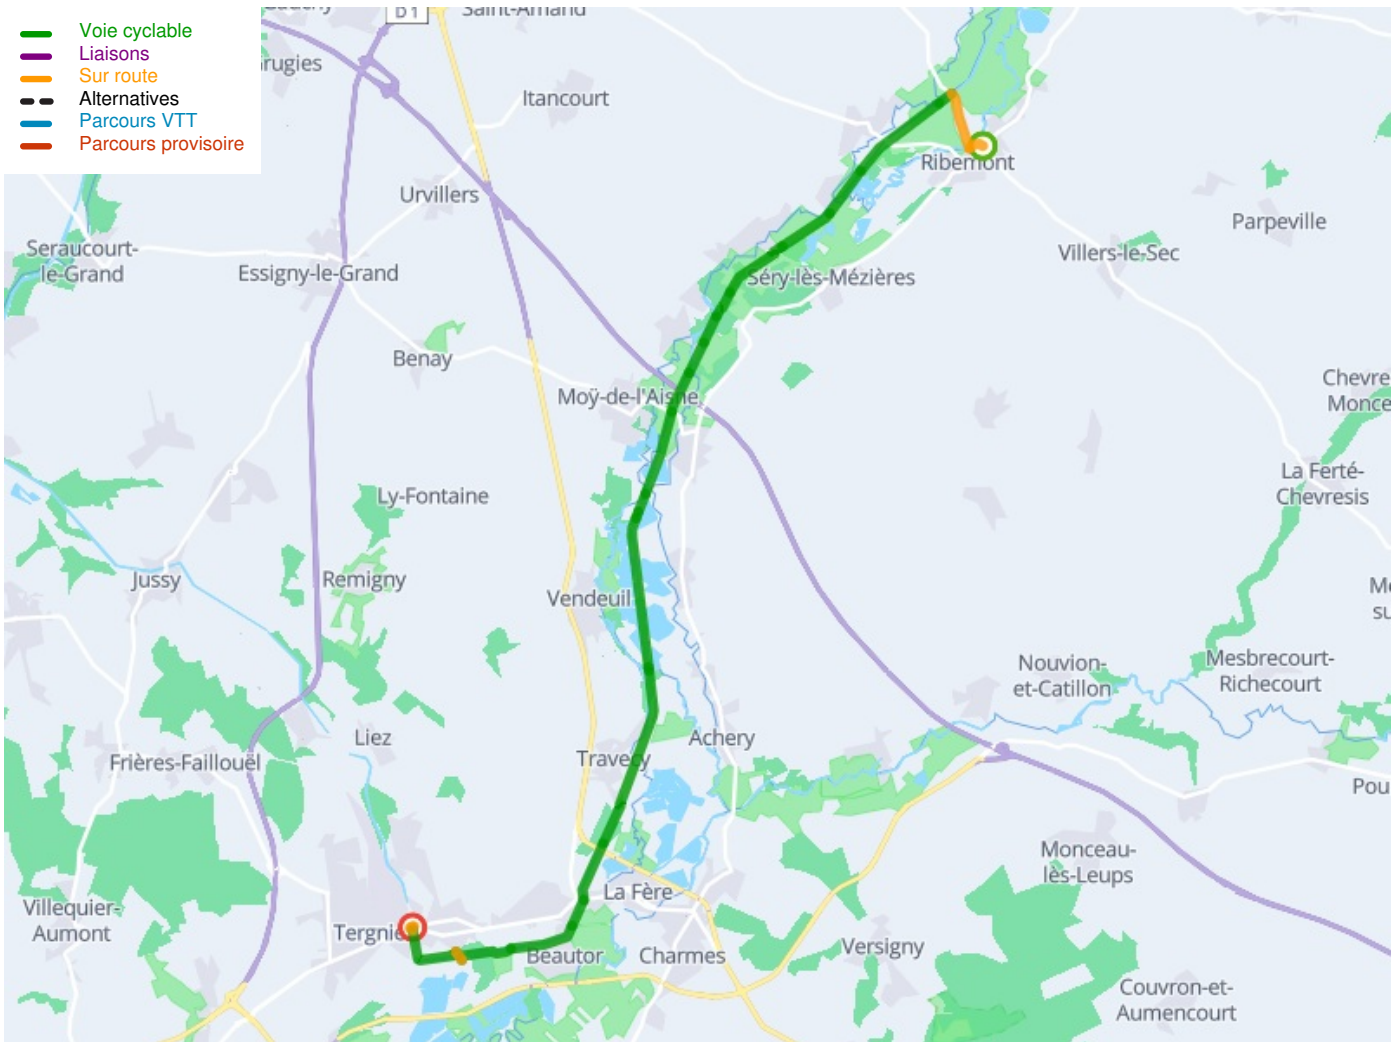 Voie cyclable
Liaisons
Sur route
Alternatives
Parcours VTT
Parcours provisoire
D1
Saint-Amand
Itancourt
Ribemont
Urvillers
Parpeville
Seraucourt-
le-Grand
Essigny-le-Grand
Villers-le-Sec
Séry-lès-Mézières
Benay
Moÿ-de-l'Aisne
Chevre
Monce
La Ferté-
Chevresis
Ly-Fontaine
Jussy
Remigny
Vendeuil
Nouvion-
et-Catillon
Mesbrecourt-
Richecourt
Liez
Achery
Frières-Faillouël
Travecy
Pou
Monceau-
lès-Leups
La Fère
Villequier-
Aumont
Tergnie
Beautor
Charmes
Versigny
Couvron-et-
Aumencourt